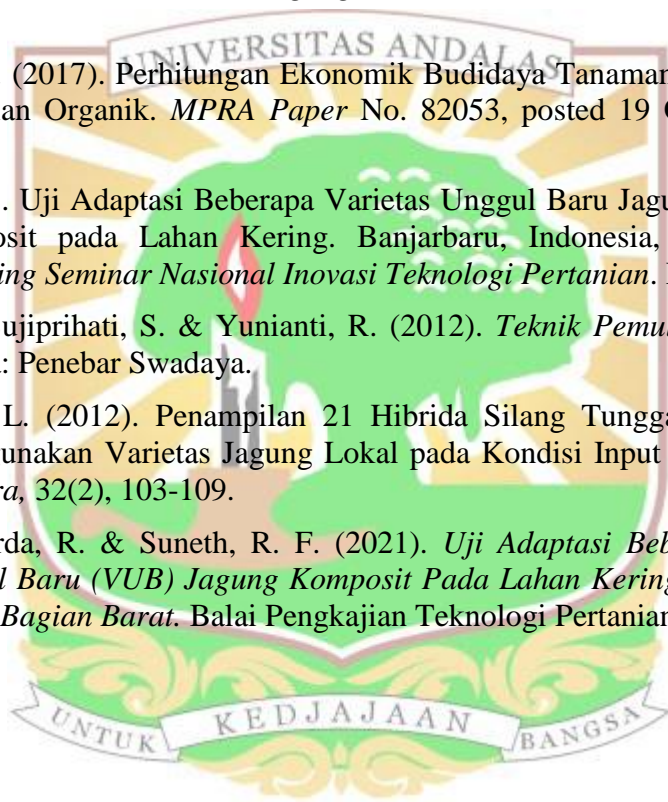 UNIVERSITAS ANDALAS
(2017). Perhitungan Ekonomik Budidaya Tanaman
an Organik. MPRA Paper No. 82053, posted 19
. Uji Adaptasi Beberapa Varietas Unggul Baru Jagu
osit pada Lahan Kering. Banjarbaru, Indonesia,
ing Seminar Nasional Inovasi Teknologi Pertanian.
ujiprihati, S. & Yunianti, R. (2012). Teknik Pemul
: Penebar Swadaya.
L. (2012). Penampilan 21 Hibrida Silang Tungga
unakan Varietas Jagung Lokal pada Kondisi Input
ra, 32(2), 103-109.
rda, R. & Suneth, R. F. (2021). Uji Adaptasi Beb
l Baru (VUB) Jagung Komposit Pada Lahan Kering
Bagian Barat. Balai Pengkajian Teknologi Pertanian
UNTUK KEDJAJAAN BANGSA